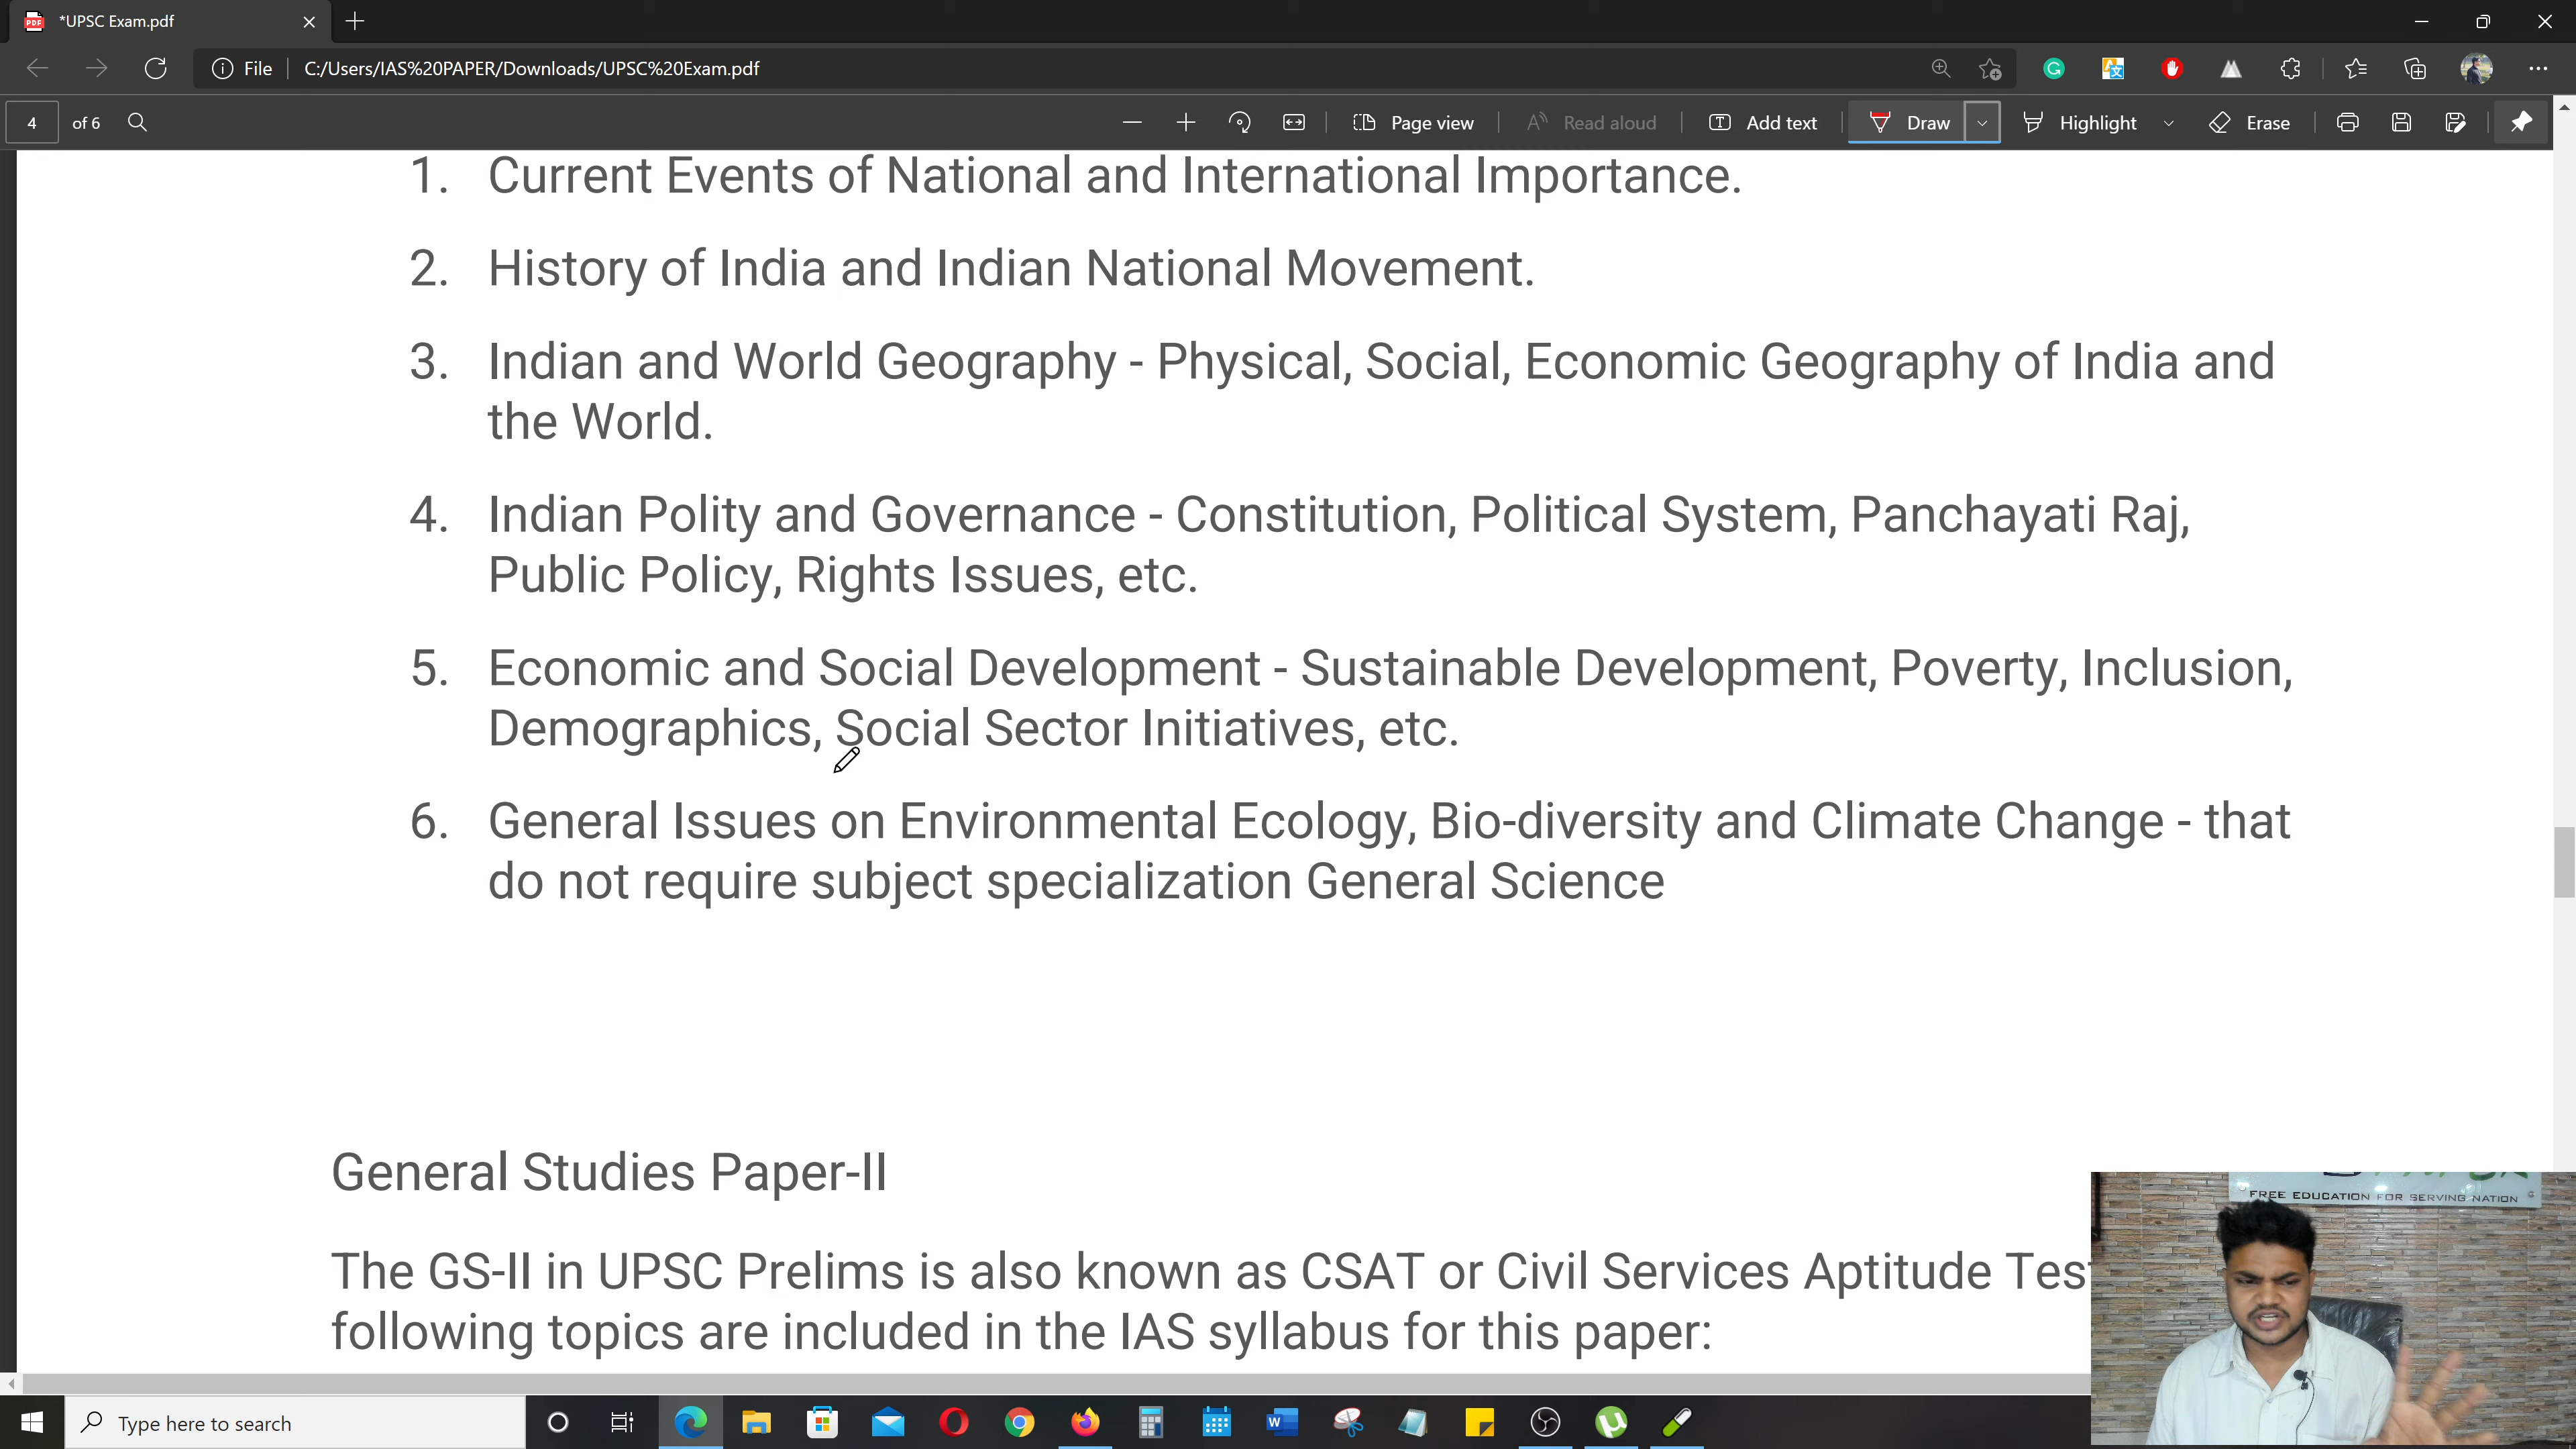 *UPSC Exam.pdf
File
C:/Users/IAS%20PAPER/Downloads/UPSC%20Exam.pdf
4 of 6
Page view
Read aloud
Add text
Draw
Highlight
Erase
1. Current Events of National and International Importance.
2. History of India and Indian National Movement.
3. Indian and World Geography - Physical, Social, Economic Geography of India and
the World.
4. Indian Polity and Governance - Constitution, Political System, Panchayati Raj,
Public Policy, Rights Issues, etc.
5. Economic and Social Development - Sustainable Development, Poverty, Inclusion,
Demographics, Social Sector Initiatives, etc.
6. General Issues on Environmental Ecology, Bio-diversity and Climate Change - that
do not require subject specialization General Science
General Studies Paper-II
The GS-II in UPSC Prelims is also known as CSAT or Civil Services Aptitude Tes
following topics are included in the IAS syllabus for this paper:
FREE EDUCATION FOR SERVING NATION
Type here to search